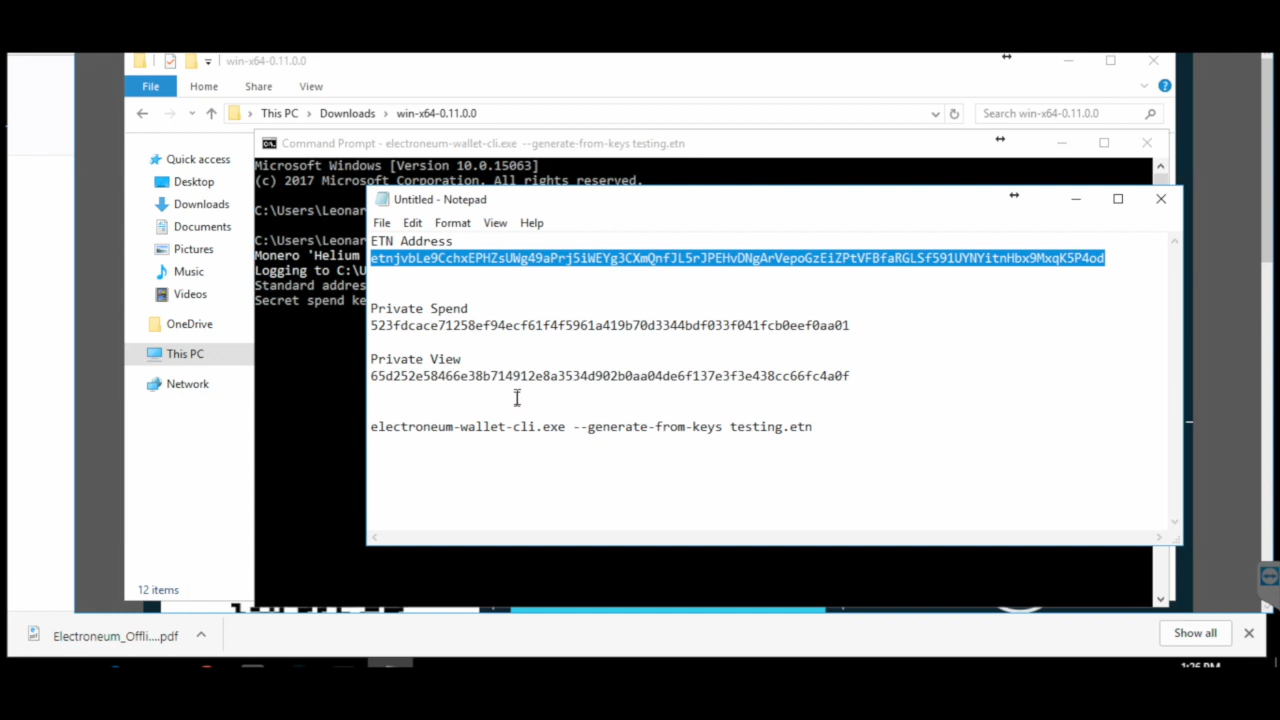 win-x64-0.11.0.0
File Home Share View
This PC > Downloads > win-x64-0.11.0.0
Search win-x64-0.11.0.0
Quick access
Desktop
Downloads
Documents
Pictures
Music
Videos
OneDrive
This PC
Network
12 items
Command Prompt - electroneum-wallet-cli.exe --generate-from-keys testing.etn
Microsoft Windows [Version 10.0.15063]
(c) 2017 Microsoft Corporation. All rights reserved.
C:\Users\Leonar
C:\Users\Leonar
Monero 'Helium
Logging to C:\U
Standard addres
Secret spend ke
Untitled - Notepad
File Edit Format View Help
ETN Address
etnjvbLe9CchxEPHZsUWg49aPrj5iWEYg3CXmQnfJL5rJPEHvDNgArVepoGzEiZPtVFBfaRGLSf591UYNYitnHbx9MxqK5P4od
Private Spend
523fdcace71258ef94ecf61f4f5961a419b70d3344bdf033f041fcb0eef0aa01
Private View
65d252e58466e38b714912e8a3534d902b0aa04de6f137e3f3e438cc66fc4a0f
electroneum-wallet-cli.exe --generate-from-keys testing.etn
Electroneum_Offli....pdf
Show all
1:26 PM